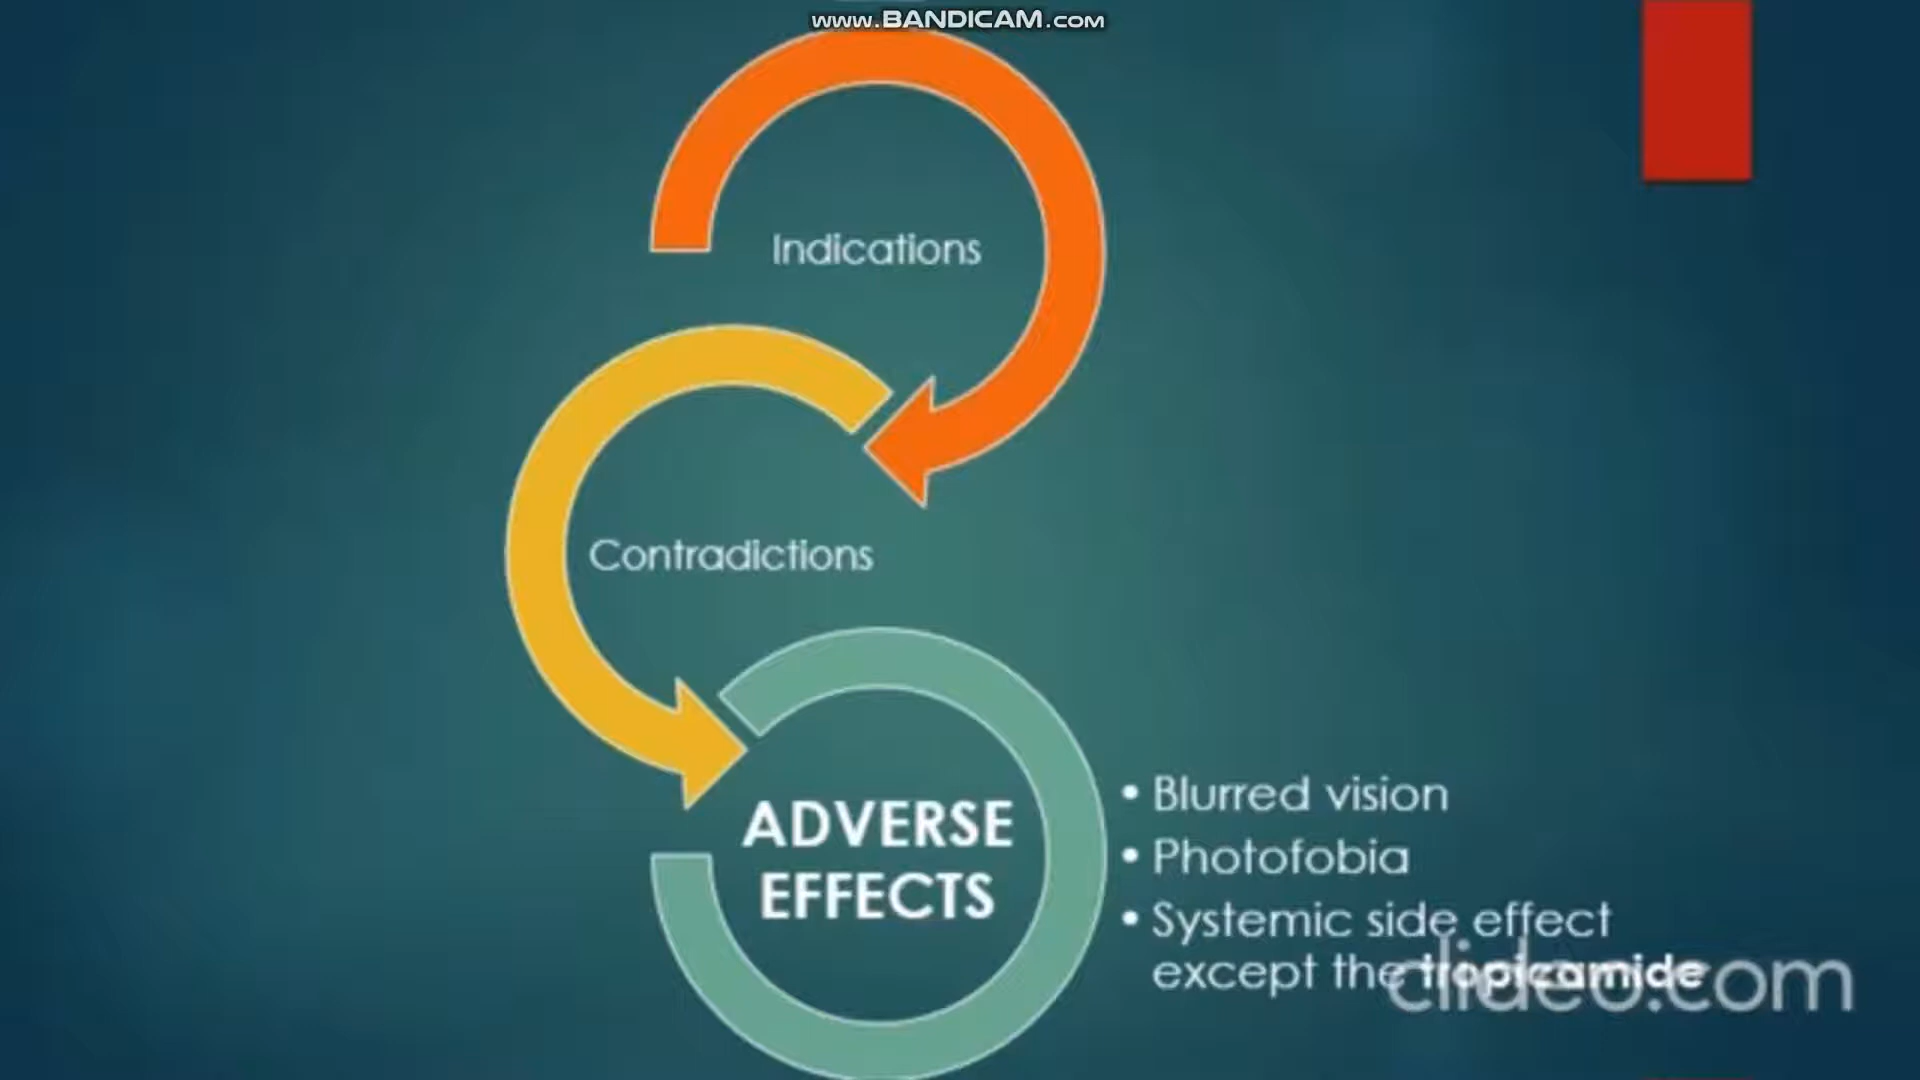 www.BANDICAM.com
Indications
Contradictions
ADVERSE
EFFECTS
• Blurred vision
• Photofobia
• Systemic side effect
except the tropicamide
clideo.com